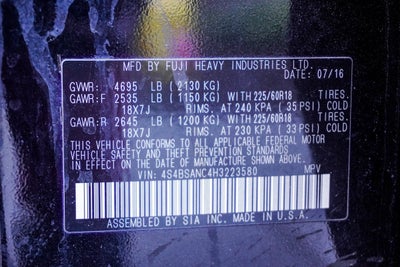 MFD BY FUJI HEAVY INDUSTRIES LTD.
DATE: 07/16
GVWR: 4695 LB (2130 KG)
GAWR:F 2535 LB (1150 KG) WITH 225/60R18 TIRES.
18X7J RIMS.AT 240 KPA (35 PSI) COLD
GAWR:R 2645 LB (1200 KG) WITH 225/60R18 TIRES.
18X7J RIMS.AT 230 KPA (33 PSI) COLD
THIS VEHICLE CONFORMS TO ALL APPLICABLE FEDERAL MOTOR
VEHICLE SAFETY AND THEFT PREVENTION STANDARDS
IN EFFECT ON THE DATE OF MANUFACTURE SHOWN ABOVE.
VIN: 4S4BSANC4H3223580 MPV
ASSEMBLED BY SIA INC. MADE IN U.S.A.